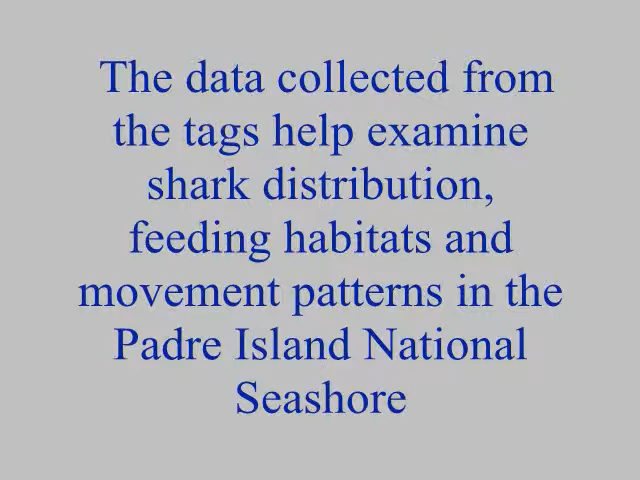 The data collected from
the tags help examine
shark distribution,
feeding habitats and
movement patterns in the
Padre Island National
Seashore